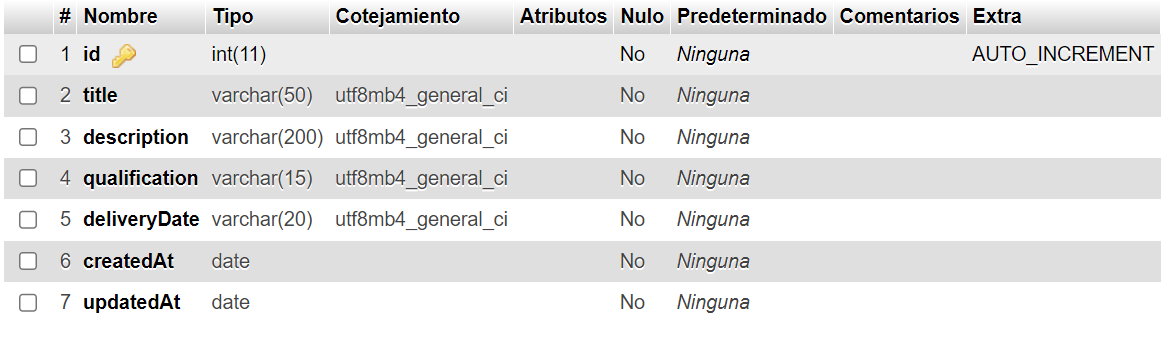 # Nombre Tipo Cotejamiento Atributos Nulo Predeterminado Comentarios Extra
1 id int(11) No Ninguna AUTO_INCREMENT
2 title varchar(50) utf8mb4_general_ci No Ninguna
3 description varchar(200) utf8mb4_general_ci No Ninguna
4 qualification varchar(15) utf8mb4_general_ci No Ninguna
5 deliveryDate varchar(20) utf8mb4_general_ci No Ninguna
6 createdAt date No Ninguna
7 updatedAt date No Ninguna